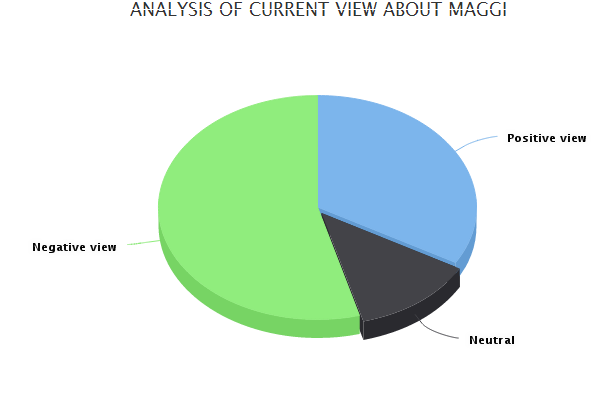 ANALYSIS OF CURRENT VIEW ABOUT MAGGI
Positive view
Negative view
Neutral